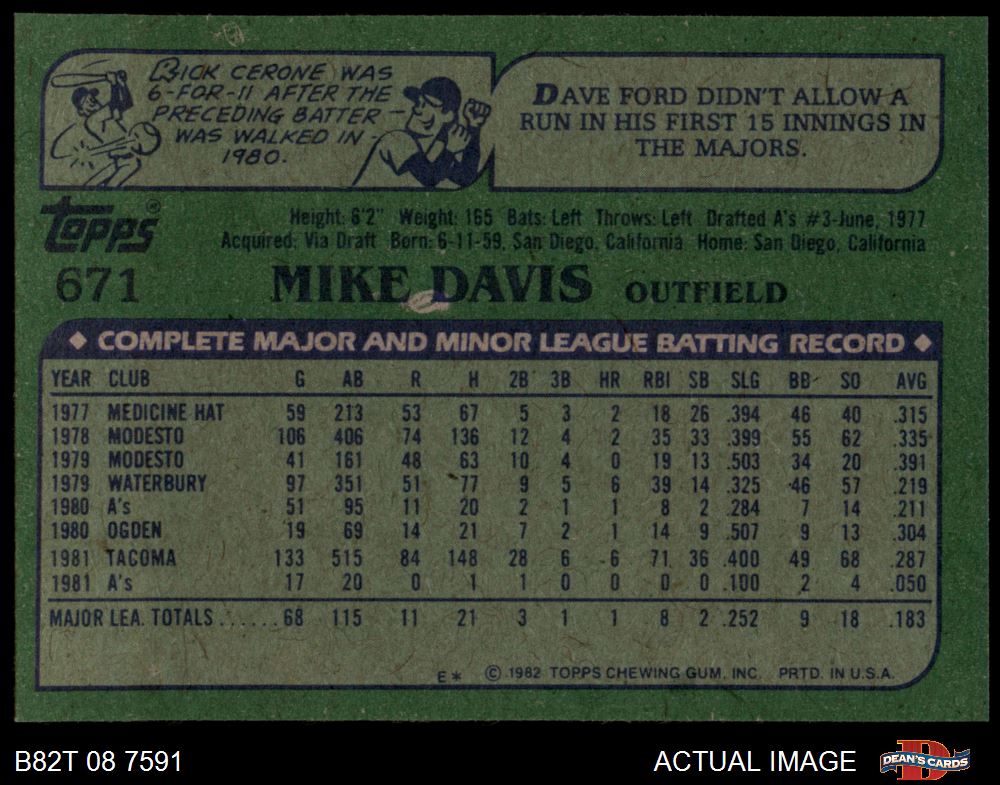 RICK CERONE WAS
6-FOR-11 AFTER THE
PRECEDING BATTER
WAS WALKED IN
1980.
DAVE FORD DIDN'T ALLOW A
RUN IN HIS FIRST 15 INNINGS IN
THE MAJORS.
Topps®
Height: 6'2" Weight: 165 Bats: Left Throws: Left Drafted A's #3-June, 1977
Acquired: Via Draft Born: 6-11-59, San Diego, California Home: San Diego, California
671 MIKE DAVIS OUTFIELD
COMPLETE MAJOR AND MINOR LEAGUE BATTING RECORD
YEAR CLUB G AB R H 2B 3B HR RBI SB SLG BB SO AVG
1977 MEDICINE HAT 59 213 53 67 5 3 2 18 26 .394 46 40 .315
1978 MODESTO 106 406 74 136 12 4 2 35 33 .399 55 62 .335
1979 MODESTO 41 161 48 63 10 4 0 19 13 .503 34 20 .391
1979 WATERBURY 97 351 51 77 9 5 6 39 14 .325 46 57 .219
1980 A's 51 95 11 20 2 1 1 8 2 .284 7 14 .211
1980 OGDEN 19 69 14 21 7 2 1 14 9 .507 9 13 .304
1981 TACOMA 133 515 84 148 28 6 6 71 36 .400 49 68 .287
1981 A's 17 20 0 1 1 0 0 0 0 .100 2 4 .050
MAJOR LEA. TOTALS ...... 68 115 11 21 3 1 1 8 2 .252 9 18 .183
E* © 1982 TOPPS CHEWING GUM, INC. PRTD. IN U.S.A.
B82T 08 7591 ACTUAL IMAGE DEAN'S CARDS